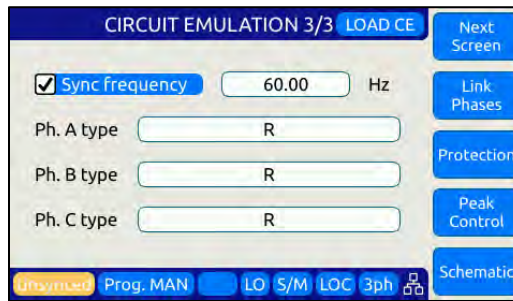 CIRCUIT EMULATION 3/3 LOAD CE
Next
Screen
Sync frequency 60.00 Hz
Link
Phases
Ph. A type R
Protection
Ph. B type R
Ph. C type R
Peak
Control
Schematic
Unsynced Prog. MAN LO S/M LOC 3ph